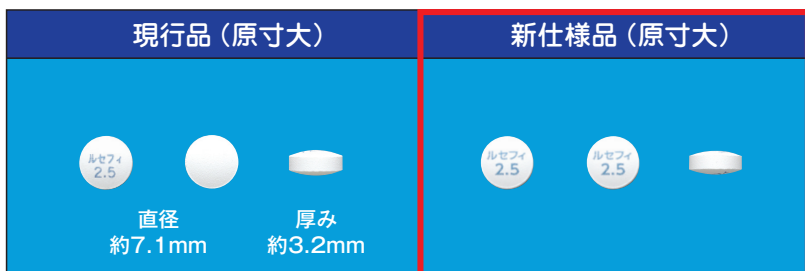 現行品（原寸大）
新仕様品（原寸大）
ルセフィ
2.5
ルセフィ
2.5
ルセフィ
2.5
直径
約7.1mm
厚み
約3.2mm